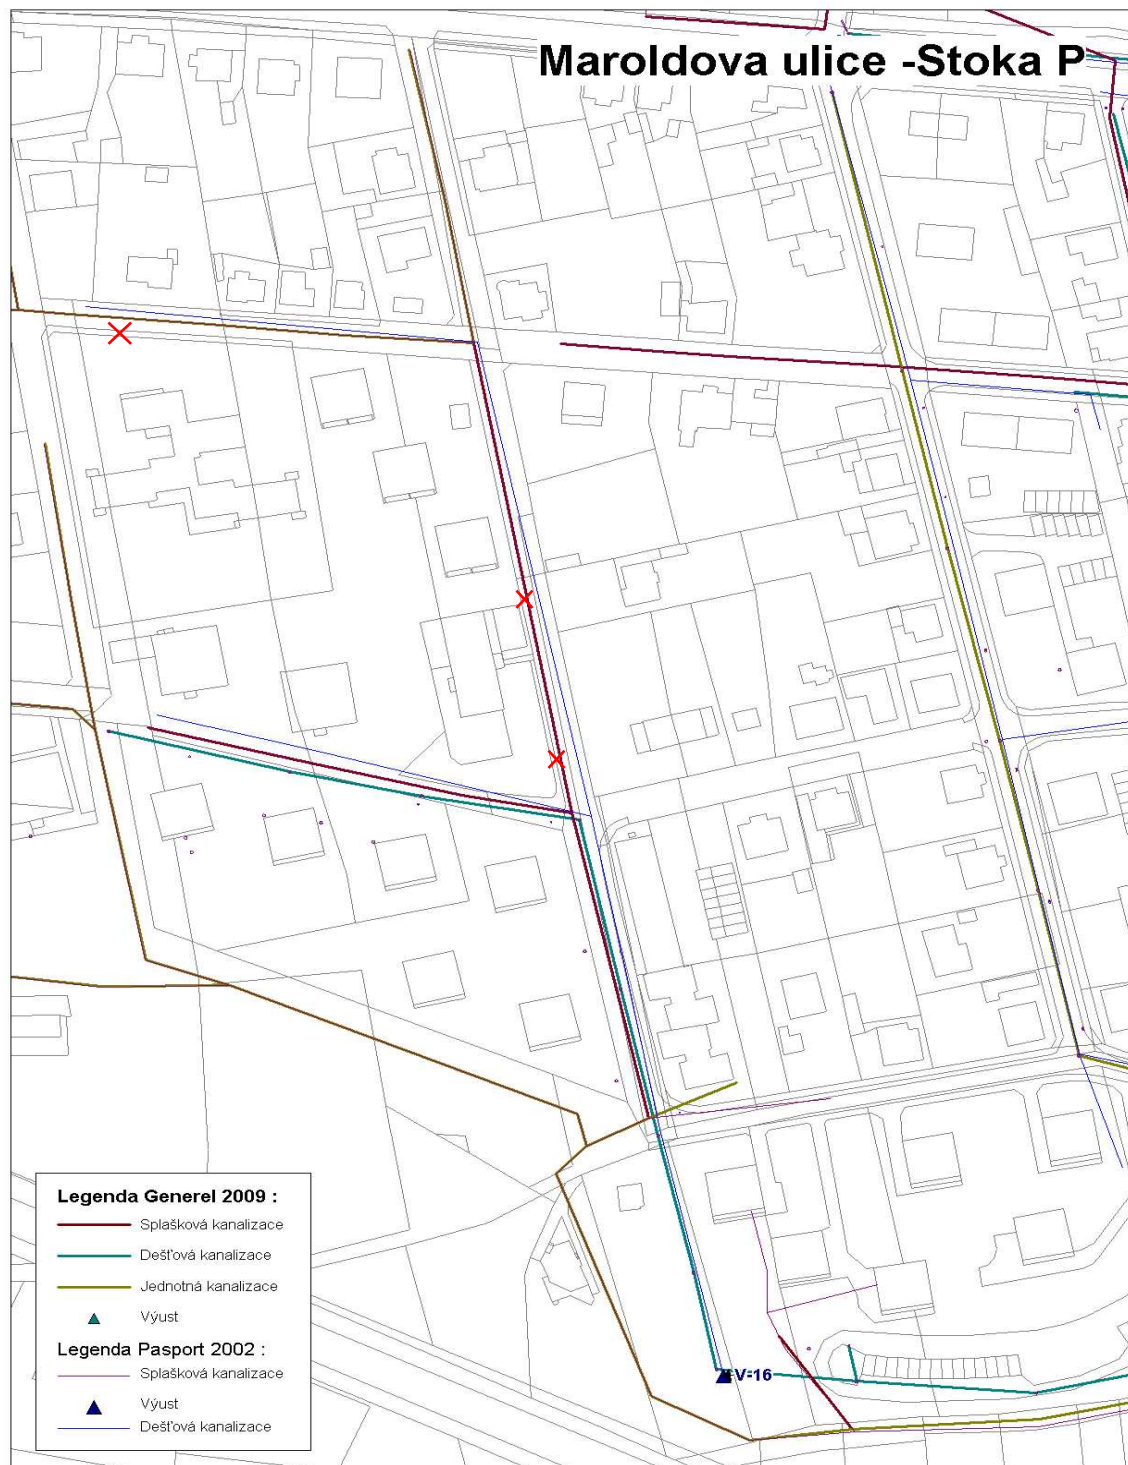 Maroldova ulice -Stoka P
V-16
Legenda Generel 2009 :
Splašková kanalizace
Dešťová kanalizace
Jednotná kanalizace
Výust
Legenda Pasport 2002 :
Splašková kanalizace
Výust
Dešťová kanalizace